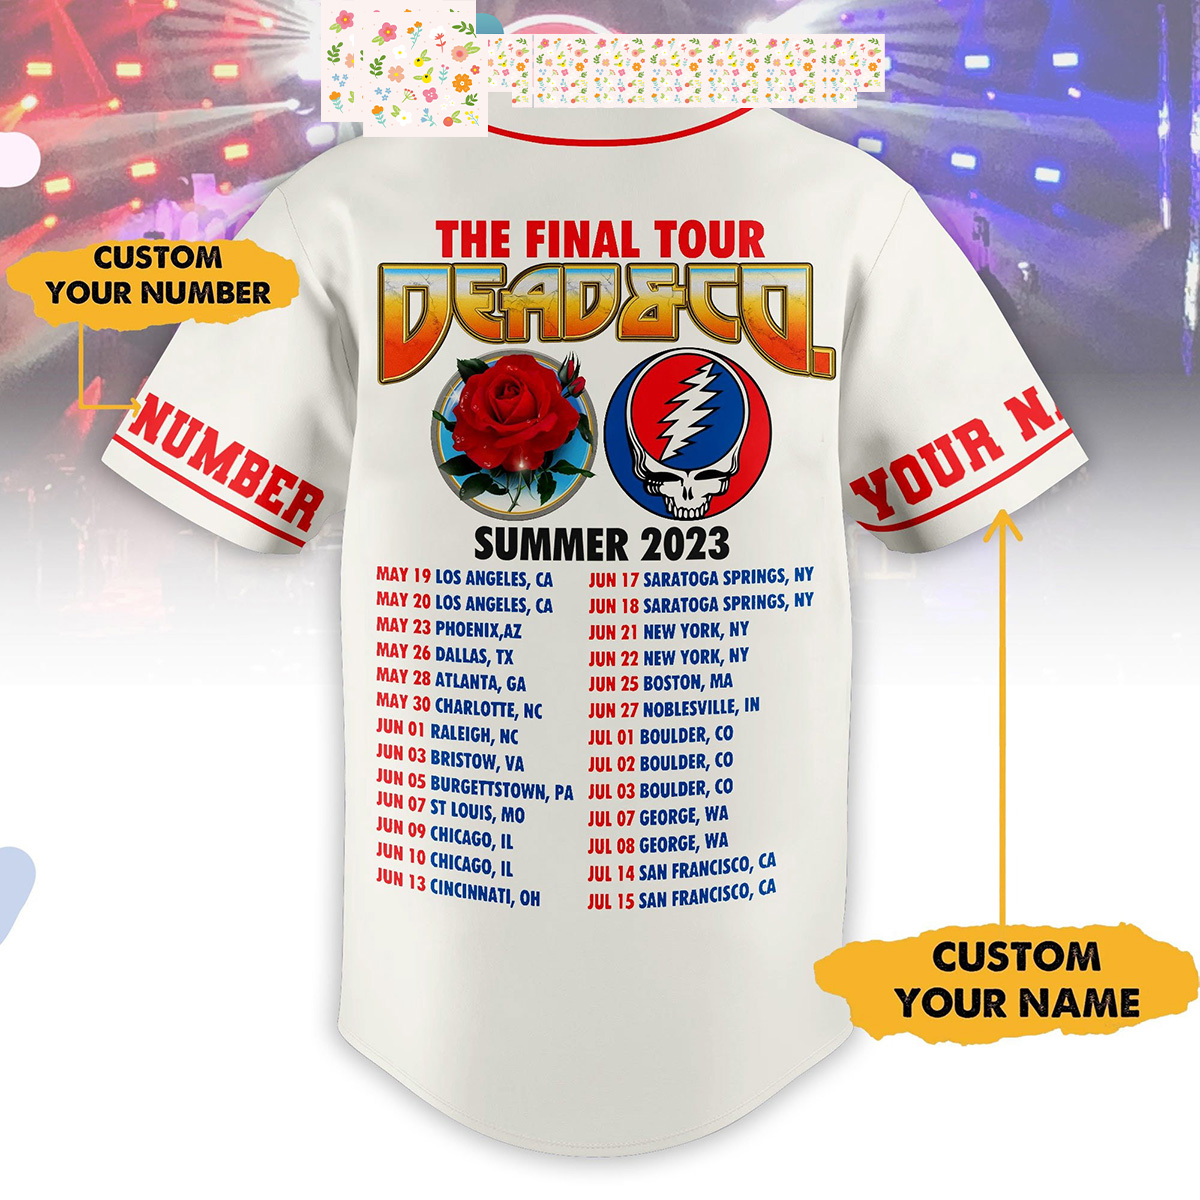 THE FINAL TOUR
DEAD&CO.
CUSTOM
YOUR NUMBER
NUMBER
YOUR NA
SUMMER 2023
MAY 19 LOS ANGELES, CA
MAY 20 LOS ANGELES, CA
MAY 23 PHOENIX,AZ
MAY 26 DALLAS, TX
MAY 28 ATLANTA, GA
MAY 30 CHARLOTTE, NC
JUN 01 RALEIGH, NC
JUN 03 BRISTOW, VA
JUN 05 BURGETTSTOWN, PA
JUN 07 ST LOUIS, MO
JUN 09 CHICAGO, IL
JUN 10 CHICAGO, IL
JUN 13 CINCINNATI, OH
JUN 17 SARATOGA SPRINGS, NY
JUN 18 SARATOGA SPRINGS, NY
JUN 21 NEW YORK, NY
JUN 22 NEW YORK, NY
JUN 25 BOSTON, MA
JUN 27 NOBLESVILLE, IN
JUL 01 BOULDER, CO
JUL 02 BOULDER, CO
JUL 03 BOULDER, CO
JUL 07 GEORGE, WA
JUL 08 GEORGE, WA
JUL 14 SAN FRANCISCO, CA
JUL 15 SAN FRANCISCO, CA
CUSTOM
YOUR NAME